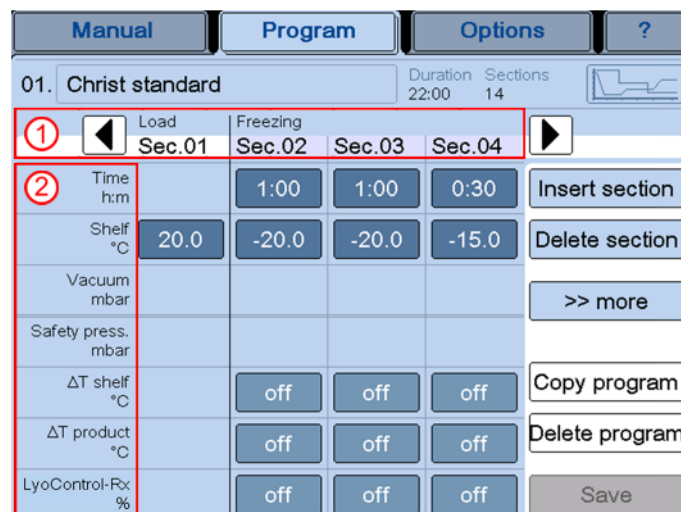 Manual Program Options ?
01. Christ standard Duration Sections
22:00 14
1 Load Freezing
Sec.01 Sec.02 Sec.03 Sec.04
2 Time
h:m 1:00 1:00 0:30 Insert section
Shelf
°C 20.0 -20.0 -20.0 -15.0 Delete section
Vacuum
mbar >> more
Safety press.
mbar
ΔT shelf
°C off off off Copy program
ΔT product
°C off off off Delete program
LyoControl-Rx
% off off off Save